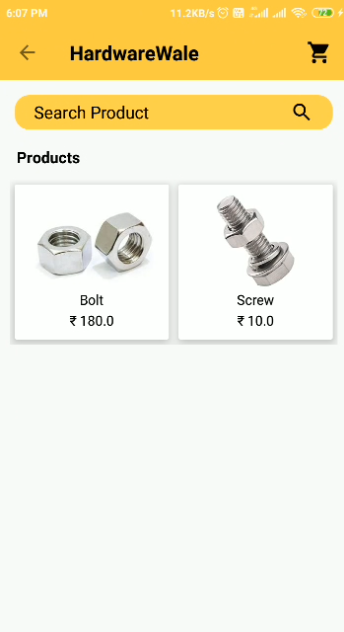 6:07 PM 11.2KB/s
HardwareWale
Search Product
Products
Bolt
₹ 180.0
Screw
₹ 10.0